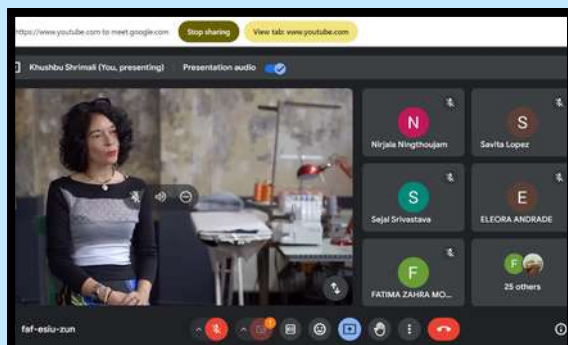 https://www.youtube.com to meet.google.com Stop sharing View tab: www.youtube.com
Khushbu Shrimali (You, presenting) Presentation audio
N
Nirjala Ningthoujam
S
Savita Lopez
S
Sejal Srivastava
E
ELEORA ANDRADE
F
FATIMA ZAHRA MO...
F
25 others
faf-esiu-zun